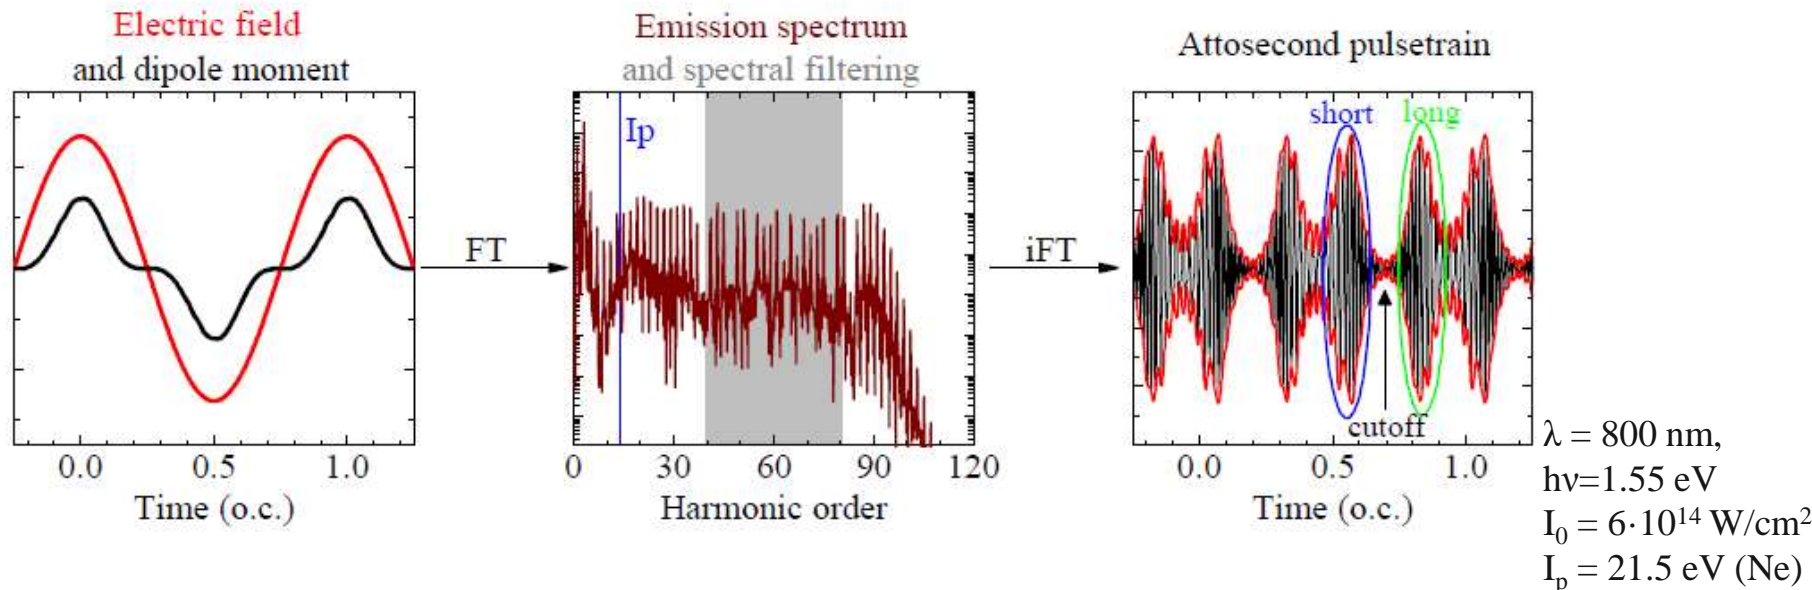 Electric field
and dipole moment
0.0 0.5 1.0
Time (o.c.)
FT
Emission spectrum
and spectral filtering
Ip
0 30 60 90 120
Harmonic order
iFT
Attosecond pulsetrain
short long
cutoff
0.0 0.5 1.0
Time (o.c.)
λ = 800 nm,
hν=1.55 eV
I₀ = 6·10¹⁴ W/cm²
Iₚ = 21.5 eV (Ne)